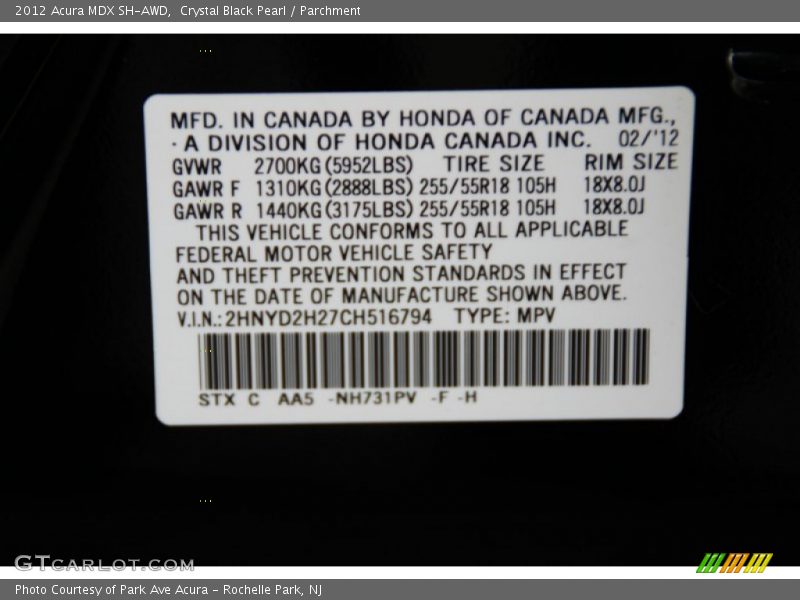 2012 Acura MDX SH-AWD,  Crystal Black Pearl / Parchment
MFD. IN CANADA BY HONDA OF CANADA MFG.,
A DIVISION OF HONDA CANADA INC. 02/'12
GVWR 2700KG(5952LBS) TIRE SIZE RIM SIZE
GAWR F 1310KG(2888LBS) 255/55R18 105H 18X8.0J
GAWR R 1440KG(3175LBS) 255/55R18 105H 18X8.0J
THIS VEHICLE CONFORMS TO ALL APPLICABLE
FEDERAL MOTOR VEHICLE SAFETY
AND THEFT PREVENTION STANDARDS IN EFFECT
ON THE DATE OF MANUFACTURE SHOWN ABOVE.
V.I.N.: 2HNYD2H27CH516794 TYPE: MPV
STX C AA5 -NH731PV -F -H
GTCARLOT.COM
Photo Courtesy of Park Ave Acura - Rochelle Park, NJ